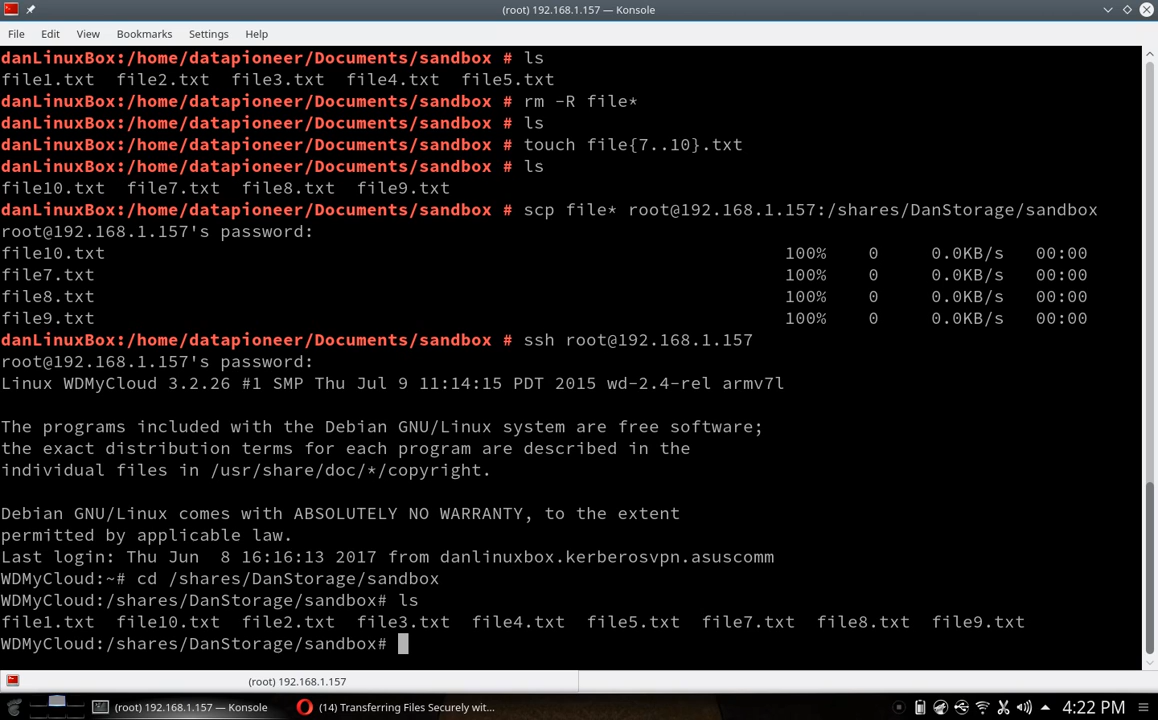 (root) 192.168.1.157 — Konsole
File Edit View Bookmarks Settings Help
danLinuxBox:/home/datapioneer/Documents/sandbox # ls
file1.txt  file2.txt  file3.txt  file4.txt  file5.txt
danLinuxBox:/home/datapioneer/Documents/sandbox # rm -R file*
danLinuxBox:/home/datapioneer/Documents/sandbox # ls
danLinuxBox:/home/datapioneer/Documents/sandbox # touch file{7..10}.txt
danLinuxBox:/home/datapioneer/Documents/sandbox # ls
file10.txt  file7.txt  file8.txt  file9.txt
danLinuxBox:/home/datapioneer/Documents/sandbox # scp file* root@192.168.1.157:/shares/DanStorage/sandbox
root@192.168.1.157's password:
file10.txt 100% 0 0.0KB/s 00:00
file7.txt 100% 0 0.0KB/s 00:00
file8.txt 100% 0 0.0KB/s 00:00
file9.txt 100% 0 0.0KB/s 00:00
danLinuxBox:/home/datapioneer/Documents/sandbox # ssh root@192.168.1.157
root@192.168.1.157's password:
Linux WDMyCloud 3.2.26 #1 SMP Thu Jul 9 11:14:15 PDT 2015 wd-2.4-rel armv7l
The programs included with the Debian GNU/Linux system are free software;
the exact distribution terms for each program are described in the
individual files in /usr/share/doc/*/copyright.
Debian GNU/Linux comes with ABSOLUTELY NO WARRANTY, to the extent
permitted by applicable law.
Last login: Thu Jun  8 16:16:13 2017 from danlinuxbox.kerberosvpn.asuscomm
WDMyCloud:~# cd /shares/DanStorage/sandbox
WDMyCloud:/shares/DanStorage/sandbox# ls
file1.txt  file10.txt  file2.txt  file3.txt  file4.txt  file5.txt  file7.txt  file8.txt  file9.txt
WDMyCloud:/shares/DanStorage/sandbox#
(root) 192.168.1.157
(root) 192.168.1.157 — Konsole (14) Transferring Files Securely wit... 4:22 PM